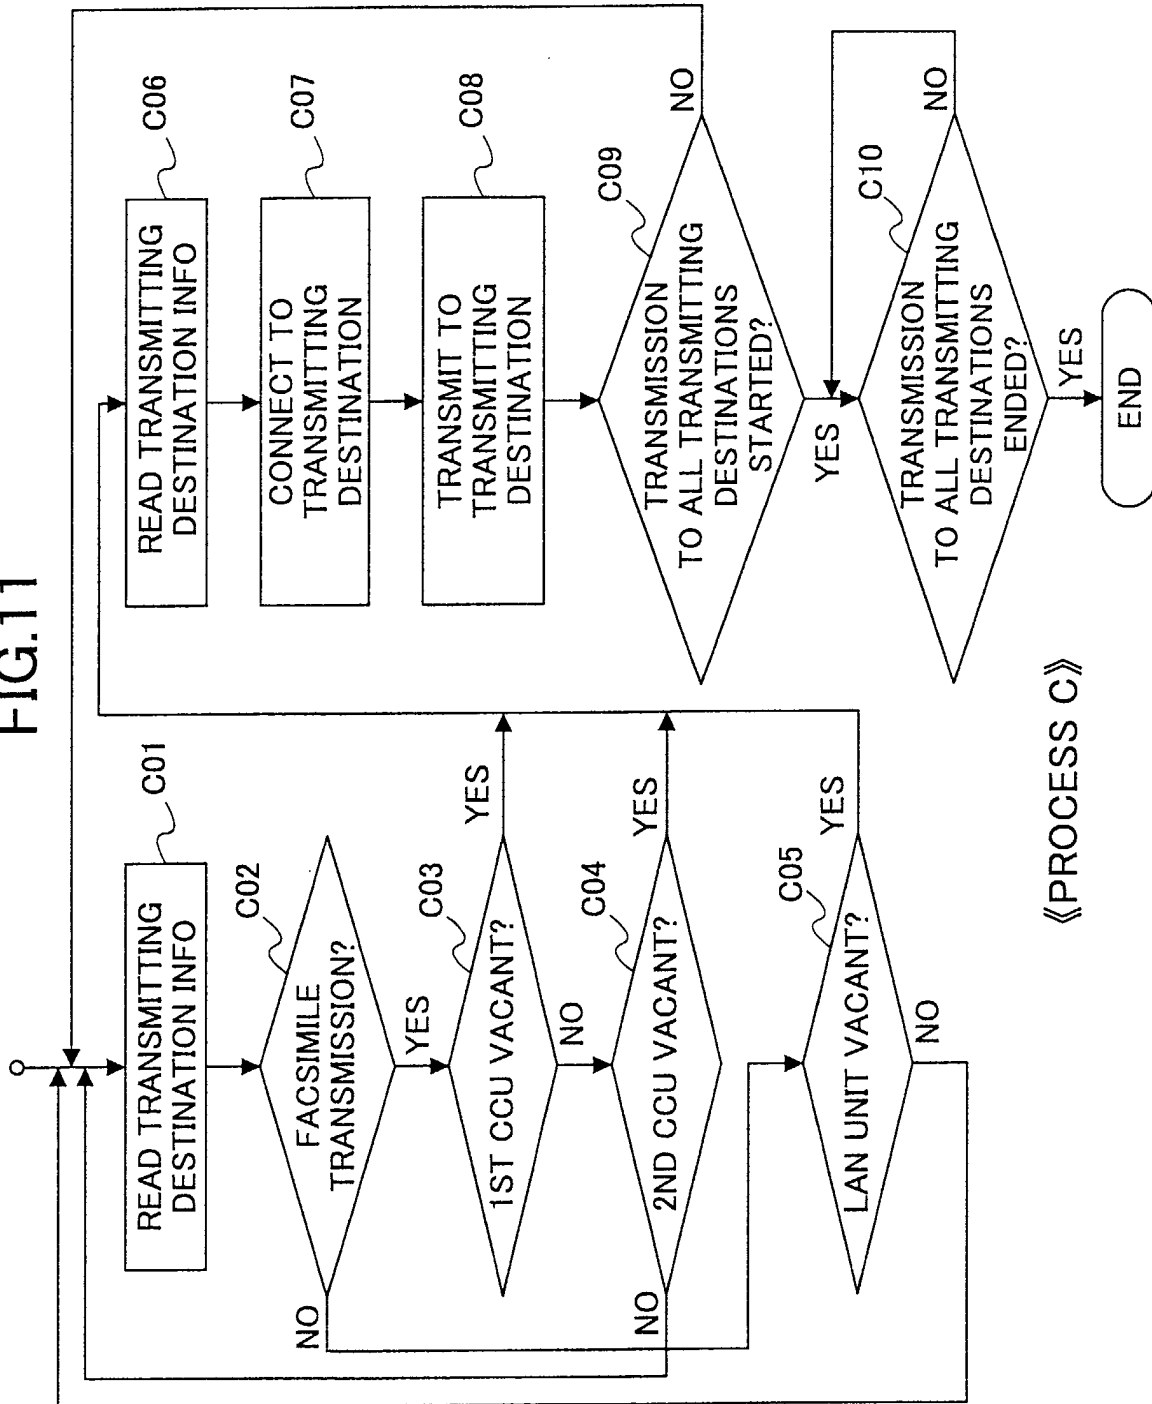 FIG.11
READ TRANSMITTING
DESTINATION INFO
C01
FACSIMILE
TRANSMISSION?
C02
NO
YES
1ST CCU VACANT?
C03
YES
NO
2ND CCU VACANT?
C04
YES
NO
LAN UNIT VACANT?
C05
YES
NO
READ TRANSMITTING
DESTINATION INFO
C06
CONNECT TO
TRANSMITTING
DESTINATION
C07
TRANSMIT TO
TRANSMITTING
DESTINATION
C08
TRANSMISSION
TO ALL TRANSMITTING
DESTINATIONS
STARTED?
C09
NO
YES
TRANSMISSION
TO ALL TRANSMITTING
DESTINATIONS
ENDED?
C10
NO
YES
END
《PROCESS C》